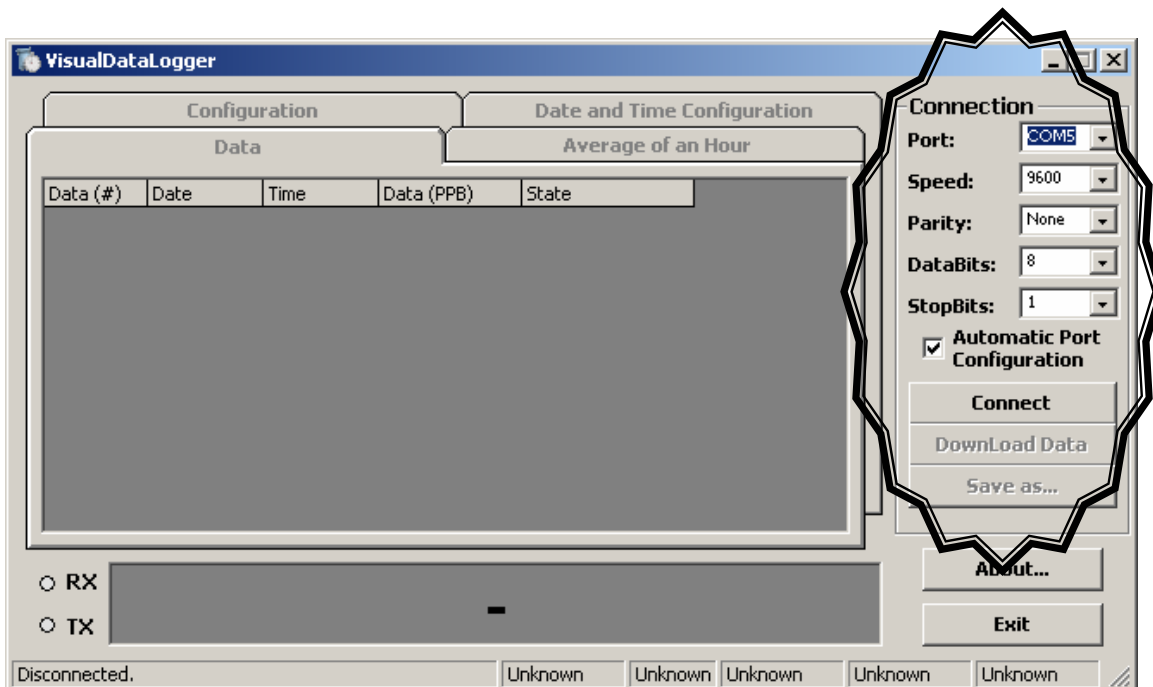 VisualDataLogger
Configuration
Date and Time Configuration
Data
Average of an Hour
Data (#) Date Time Data (PPB) State
Connection
Port: COM5
Speed: 9600
Parity: None
DataBits: 8
StopBits: 1
Automatic Port
Configuration
Connect
DownLoad Data
Save as...
About...
Exit
RX
-
TX
Disconnected. Unknown Unknown Unknown Unknown Unknown